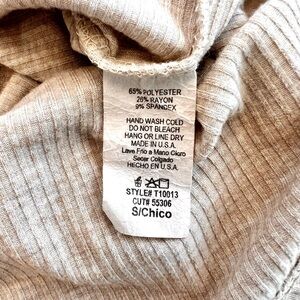 65% POLYESTER
26% RAYON
9% SPANDEX
HAND WASH COLD
DO NOT BLEACH
HANG OR LINE DRY
MADE IN U.S.A.
Lave Frio a Mano Cloro
Secar Colgado
HECHO EN U.S.A.
STYLE# T10013
CUT# 55306
S/Chico